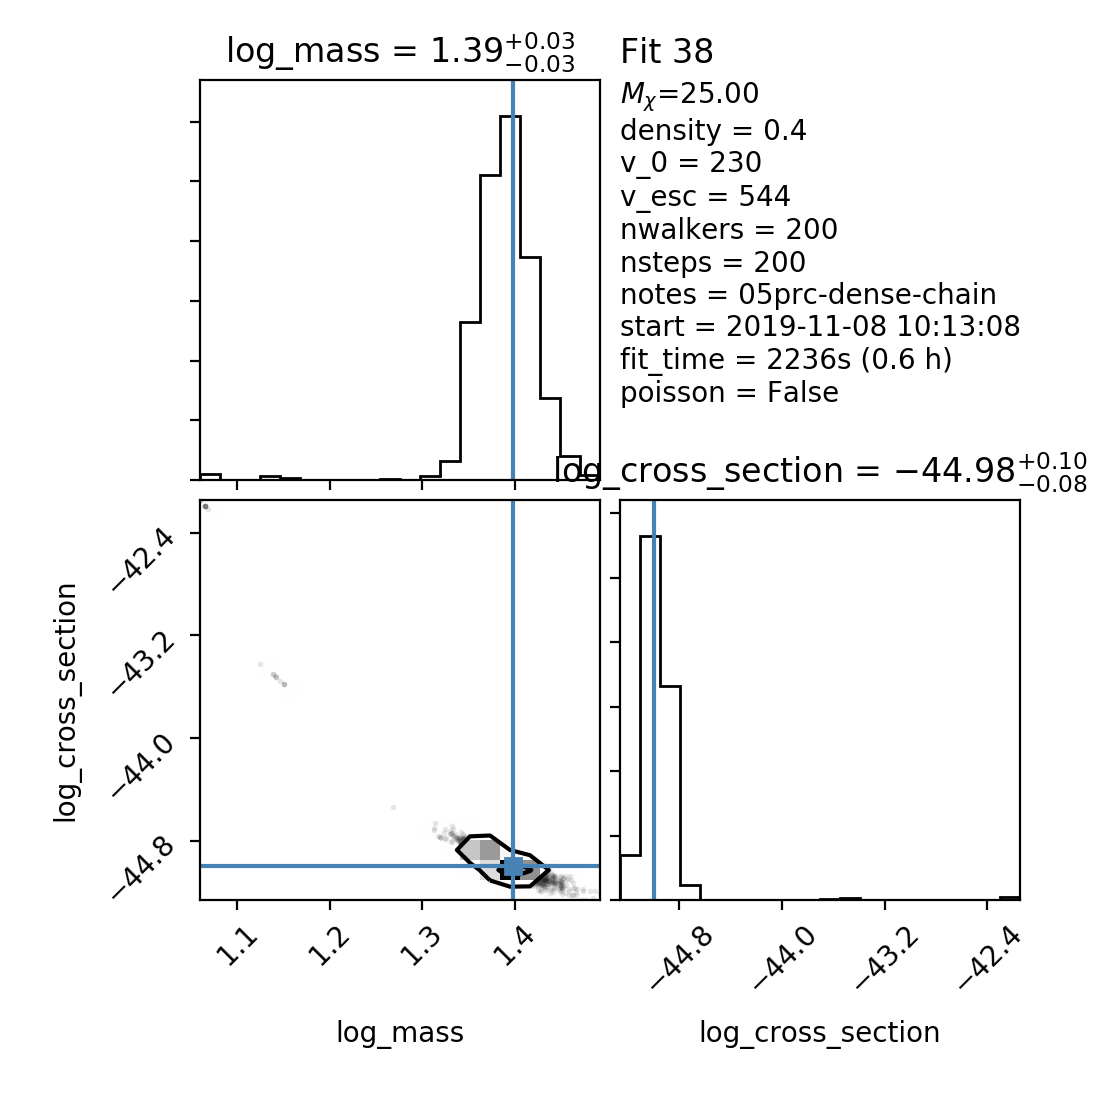 log_mass = 1.39+0.03 −0.03
Fit 38
Mχ=25.00
density = 0.4
v_0 = 230
v_esc = 544
nwalkers = 200
nsteps = 200
notes = 05prc-dense-chain
start = 2019-11-08 10:13:08
fit_time = 2236s (0.6 h)
poisson = False
log_cross_section = −44.98+0.10 −0.08
log_cross_section
−42.4
−43.2
−44.0
−44.8
1.1
1.2
1.3
1.4
log_mass
−44.8
−44.0
−43.2
−42.4
log_cross_section